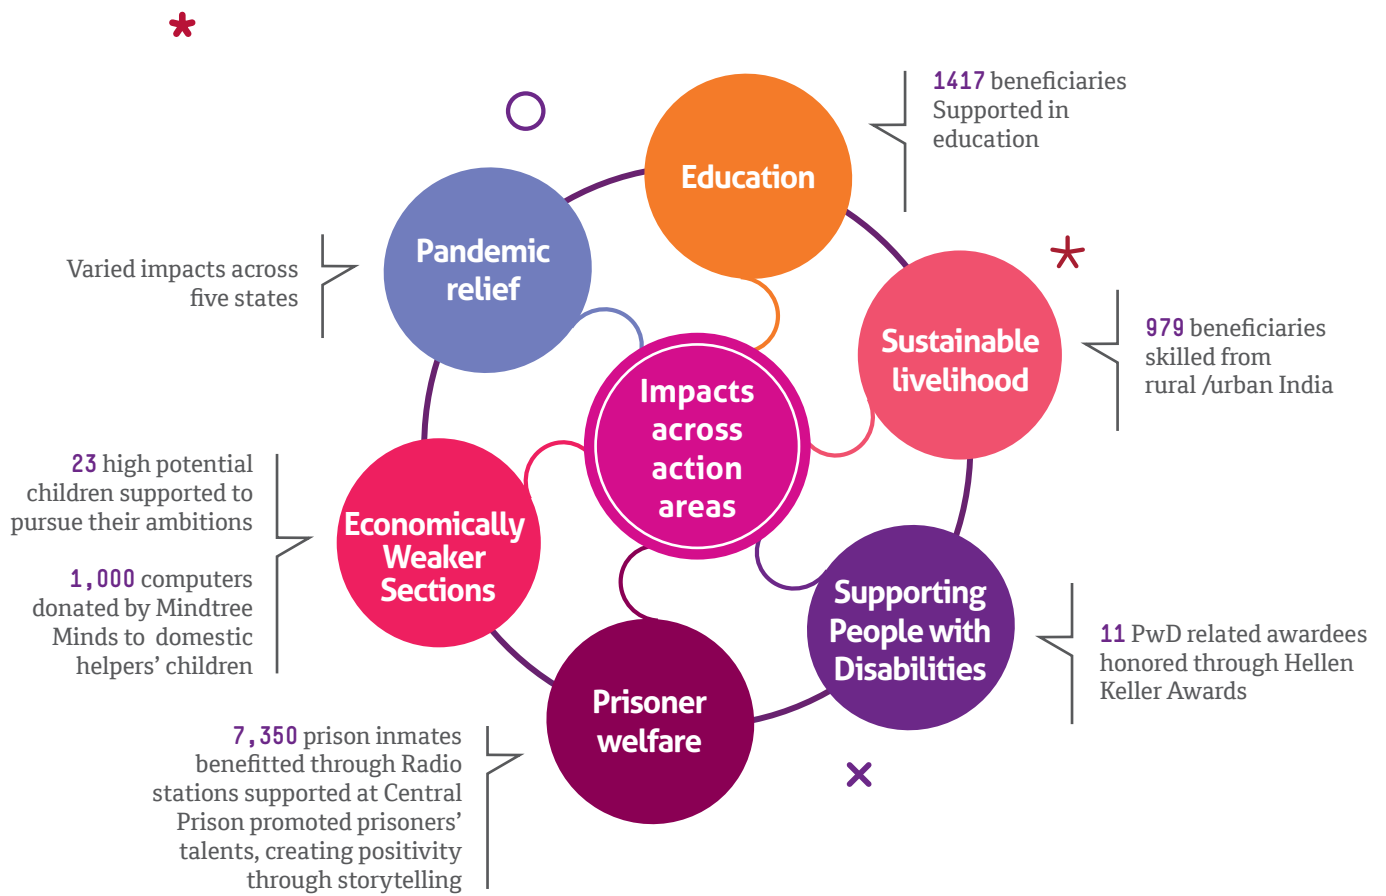 Impacts
across
action
areas
Education
1417 beneficiaries
Supported in
education
Sustainable
livelihood
979 beneficiaries
skilled from
rural /urban India
Supporting
People with
Disabilities
11 PwD related awardees
honored through Hellen
Keller Awards
Prisoner
welfare
7,350 prison inmates
benefitted through Radio
stations supported at Central
Prison promoted prisoners’
talents, creating positivity
through storytelling
Economically
Weaker
Sections
23 high potential
children supported to
pursue their ambitions
1,000 computers
donated by Mindtree
Minds to domestic
helpers’ children
Pandemic
relief
Varied impacts across
five states